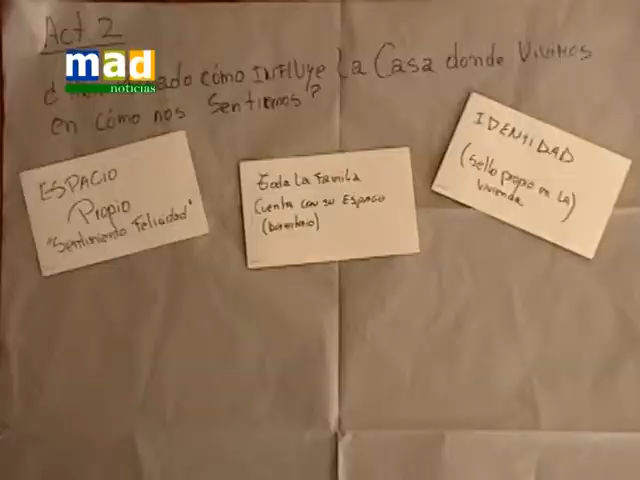 Act. 2
mad
noticias
¿ ado cómo INFLUYE La Casa donde Vivimos
en cómo nos Sentimos?
ESPACIO
Propio
"Sentimiento Felicidad"
Toda La Familia
Cuenta con su Espacio
(Dormitorio)
IDENTIDAD
(Sello propio en La)
Vivienda